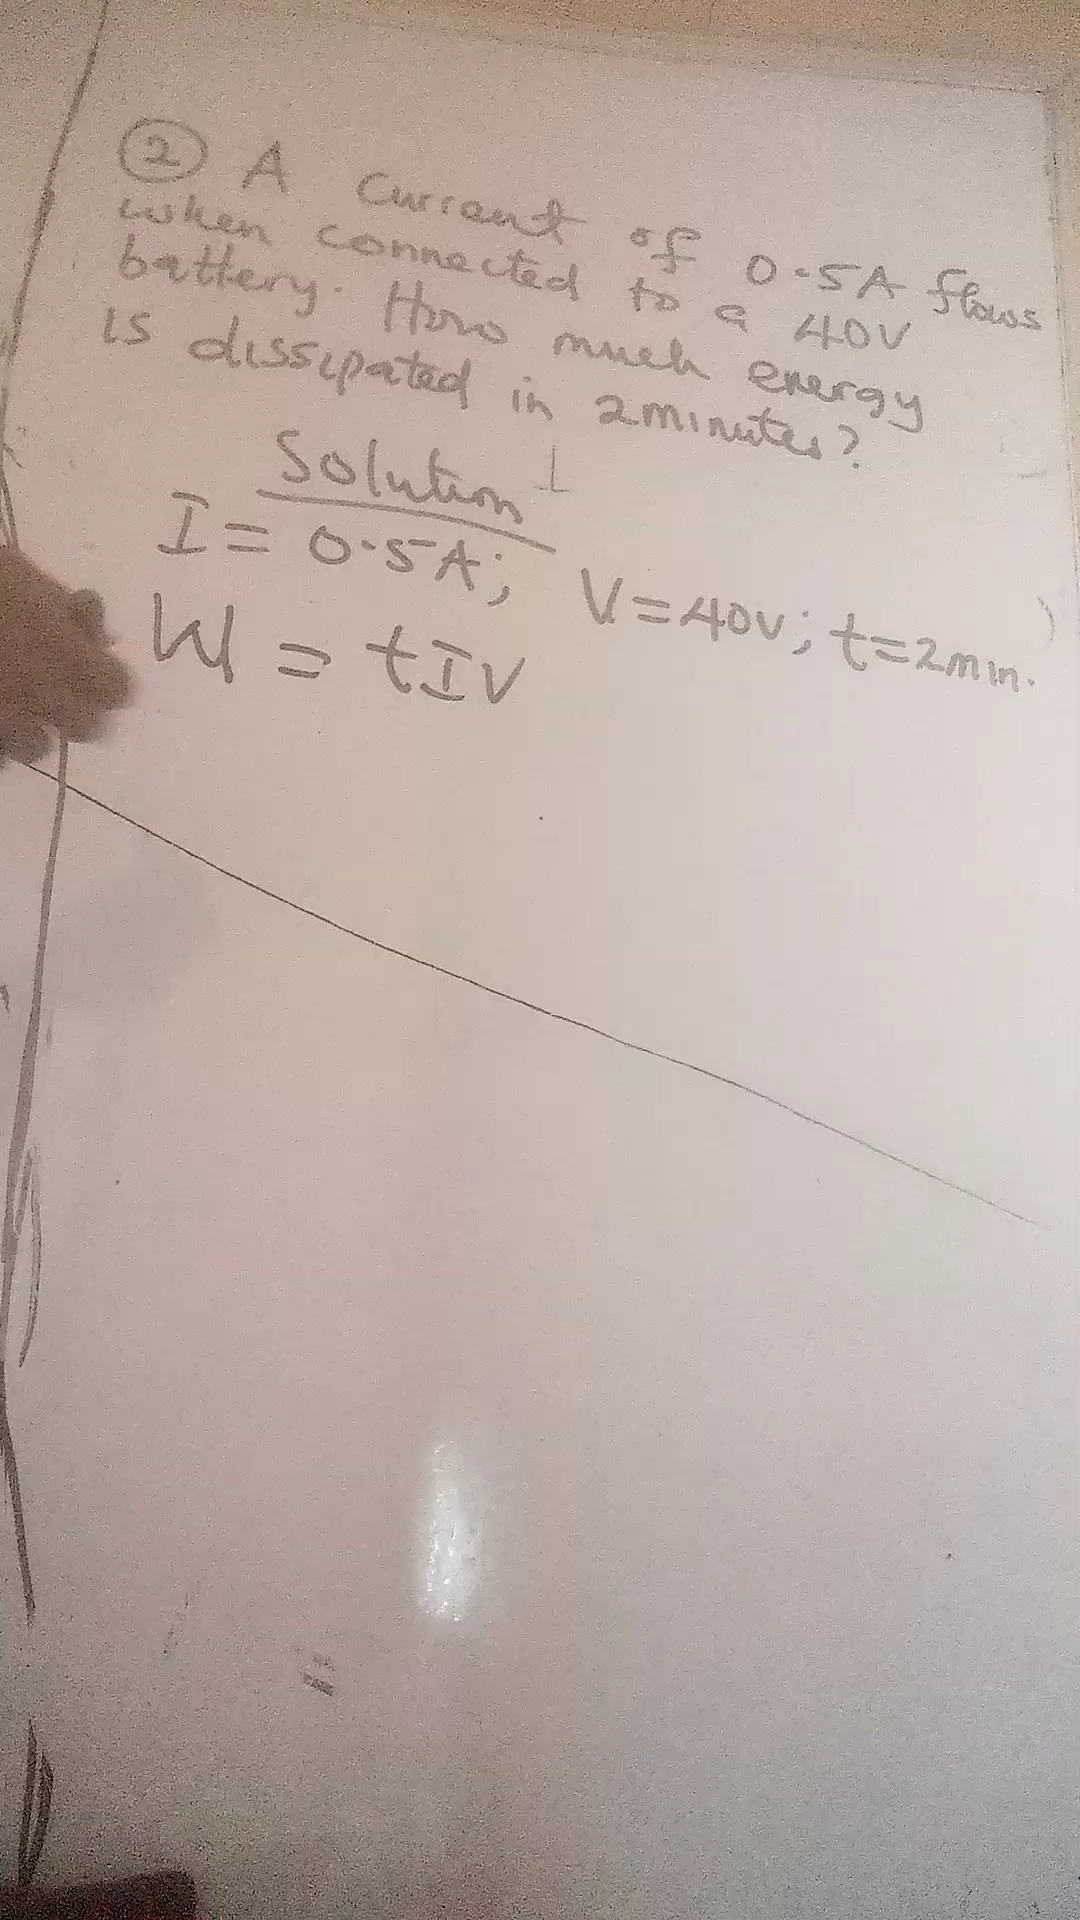 ② A current of 0.5A flows
when connected to a 40V
battery. How much energy
is dissipated in 2minutes?
Solution
I = 0.5A; V=40v; t=2min.
W = tIV
=